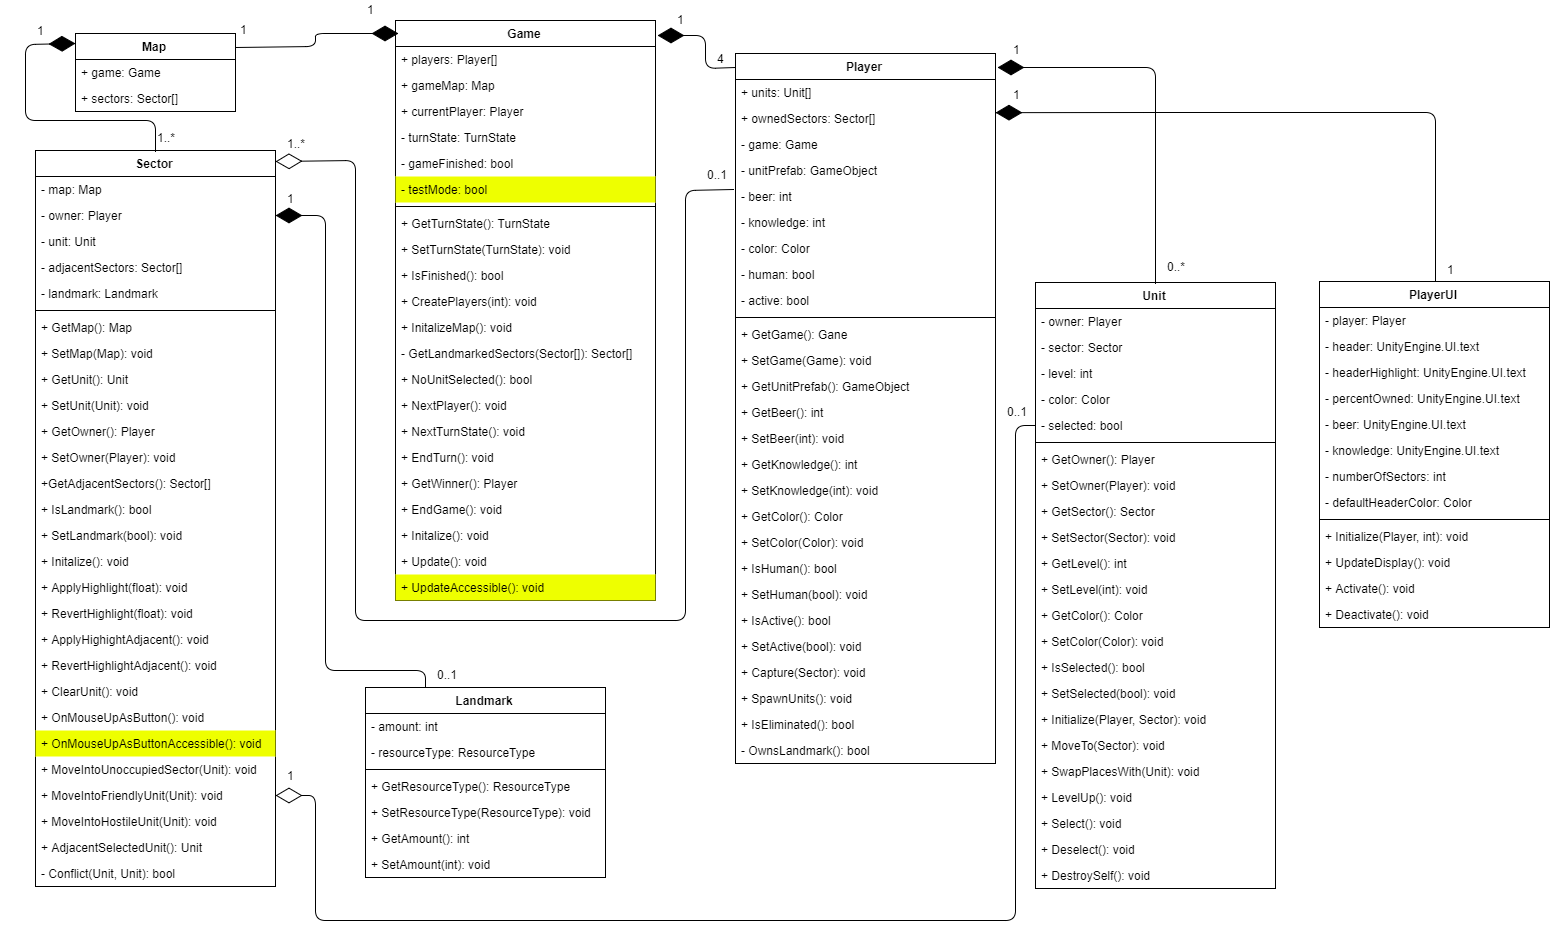 1
1
Map
+ game: Game
+ sectors: Sector[]
1..*
1
Game
+ players: Player[]
+ gameMap: Map
+ currentPlayer: Player
- turnState: TurnState
- gameFinished: bool
- testMode: bool
+ GetTurnState(): TurnState
+ SetTurnState(TurnState): void
+ IsFinished(): bool
+ CreatePlayers(int): void
+ InitalizeMap(): void
- GetLandmarkedSectors(Sector[]): Sector[]
+ NoUnitSelected(): bool
+ NextPlayer(): void
+ NextTurnState(): void
+ EndTurn(): void
+ GetWinner(): Player
+ EndGame(): void
+ Initalize(): void
+ Update(): void
+ UpdateAccessible(): void
1
4
Sector
- map: Map
- owner: Player
- unit: Unit
- adjacentSectors: Sector[]
- landmark: Landmark
+ GetMap(): Map
+ SetMap(Map): void
+ GetUnit(): Unit
+ SetUnit(Unit): void
+ GetOwner(): Player
+ SetOwner(Player): void
+GetAdjacentSectors(): Sector[]
+ IsLandmark(): bool
+ SetLandmark(bool): void
+ Initalize(): void
+ ApplyHighlight(float): void
+ RevertHighlight(float): void
+ ApplyHighightAdjacent(): void
+ RevertHighlightAdjacent(): void
+ ClearUnit(): void
+ OnMouseUpAsButton(): void
+ OnMouseUpAsButtonAccessible(): void
+ MoveIntoUnoccupiedSector(Unit): void
+ MoveIntoFriendlyUnit(Unit): void
+ MoveIntoHostileUnit(Unit): void
+ AdjacentSelectedUnit(): Unit
- Conflict(Unit, Unit): bool
1..*
1
1
0..1
Landmark
- amount: int
- resourceType: ResourceType
+ GetResourceType(): ResourceType
+ SetResourceType(ResourceType): void
+ GetAmount(): int
+ SetAmount(int): void
0..1
Player
+ units: Unit[]
+ ownedSectors: Sector[]
- game: Game
- unitPrefab: GameObject
- beer: int
- knowledge: int
- color: Color
- human: bool
- active: bool
+ GetGame(): Gane
+ SetGame(Game): void
+ GetUnitPrefab(): GameObject
+ GetBeer(): int
+ SetBeer(int): void
+ GetKnowledge(): int
+ SetKnowledge(int): void
+ GetColor(): Color
+ SetColor(Color): void
+ IsHuman(): bool
+ SetHuman(bool): void
+ IsActive(): bool
+ SetActive(bool): void
+ Capture(Sector): void
+ SpawnUnits(): void
+ IsEliminated(): bool
- OwnsLandmark(): bool
1
1
0..*
0..1
Unit
- owner: Player
- sector: Sector
- level: int
- color: Color
- selected: bool
+ GetOwner(): Player
+ SetOwner(Player): void
+ GetSector(): Sector
+ SetSector(Sector): void
+ GetLevel(): int
+ SetLevel(int): void
+ GetColor(): Color
+ SetColor(Color): void
+ IsSelected(): bool
+ SetSelected(bool): void
+ Initialize(Player, Sector): void
+ MoveTo(Sector): void
+ SwapPlacesWith(Unit): void
+ LevelUp(): void
+ Select(): void
+ Deselect(): void
+ DestroySelf(): void
1
PlayerUI
- player: Player
- header: UnityEngine.UI.text
- headerHighlight: UnityEngine.UI.text
- percentOwned: UnityEngine.UI.text
- beer: UnityEngine.UI.text
- knowledge: UnityEngine.UI.text
- numberOfSectors: int
- defaultHeaderColor: Color
+ Initialize(Player, int): void
+ UpdateDisplay(): void
+ Activate(): void
+ Deactivate(): void